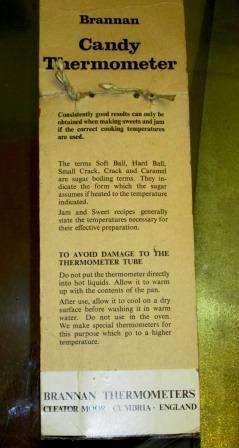 Brannan
Candy
Thermometer
Consistently good results can only be
obtained when making sweets and jam
if the correct cooking temperatures
are used.
The terms Soft Ball, Hard Ball,
Small Crack, Crack and Caramel
are sugar boiling terms. They in-
dicate the form which the sugar
assumes if heated to the temperature
indicated.
Jam and Sweet recipes generally
state the temperatures necessary for
their effective preparation.
TO AVOID DAMAGE TO THE
THERMOMETER TUBE
Do not put the thermometer directly
into hot liquids. Allow it to warm
up with the contents of the pan.
After use, allow it to cool on a dry
surface before washing it in warm
water. Do not use in the oven.
We make special thermometers for
this purpose which go to a higher
temperature.
BRANNAN THERMOMETERS
CLEATOR MOOR · CUMBRIA · ENGLAND